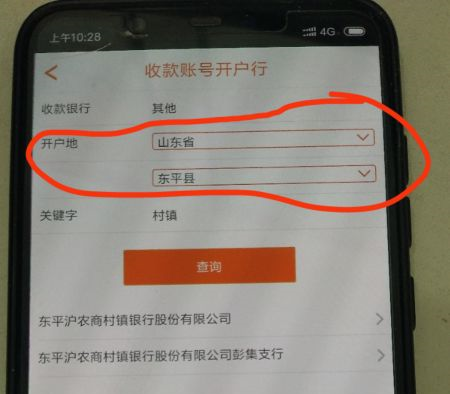 上午10:28 4G
收款账号开户行
收款银行 其他
开户地 山东省
东平县
关键字 村镇
查询
东平沪农商村镇银行股份有限公司
东平沪农商村镇银行股份有限公司彭集支行